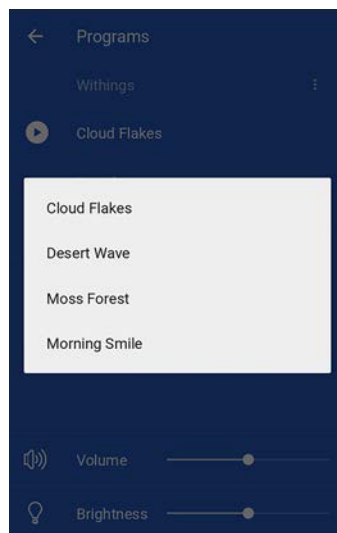 Programs
Withings
Cloud Flakes
Cloud Flakes
Desert Wave
Moss Forest
Morning Smile
Volume
Brightness